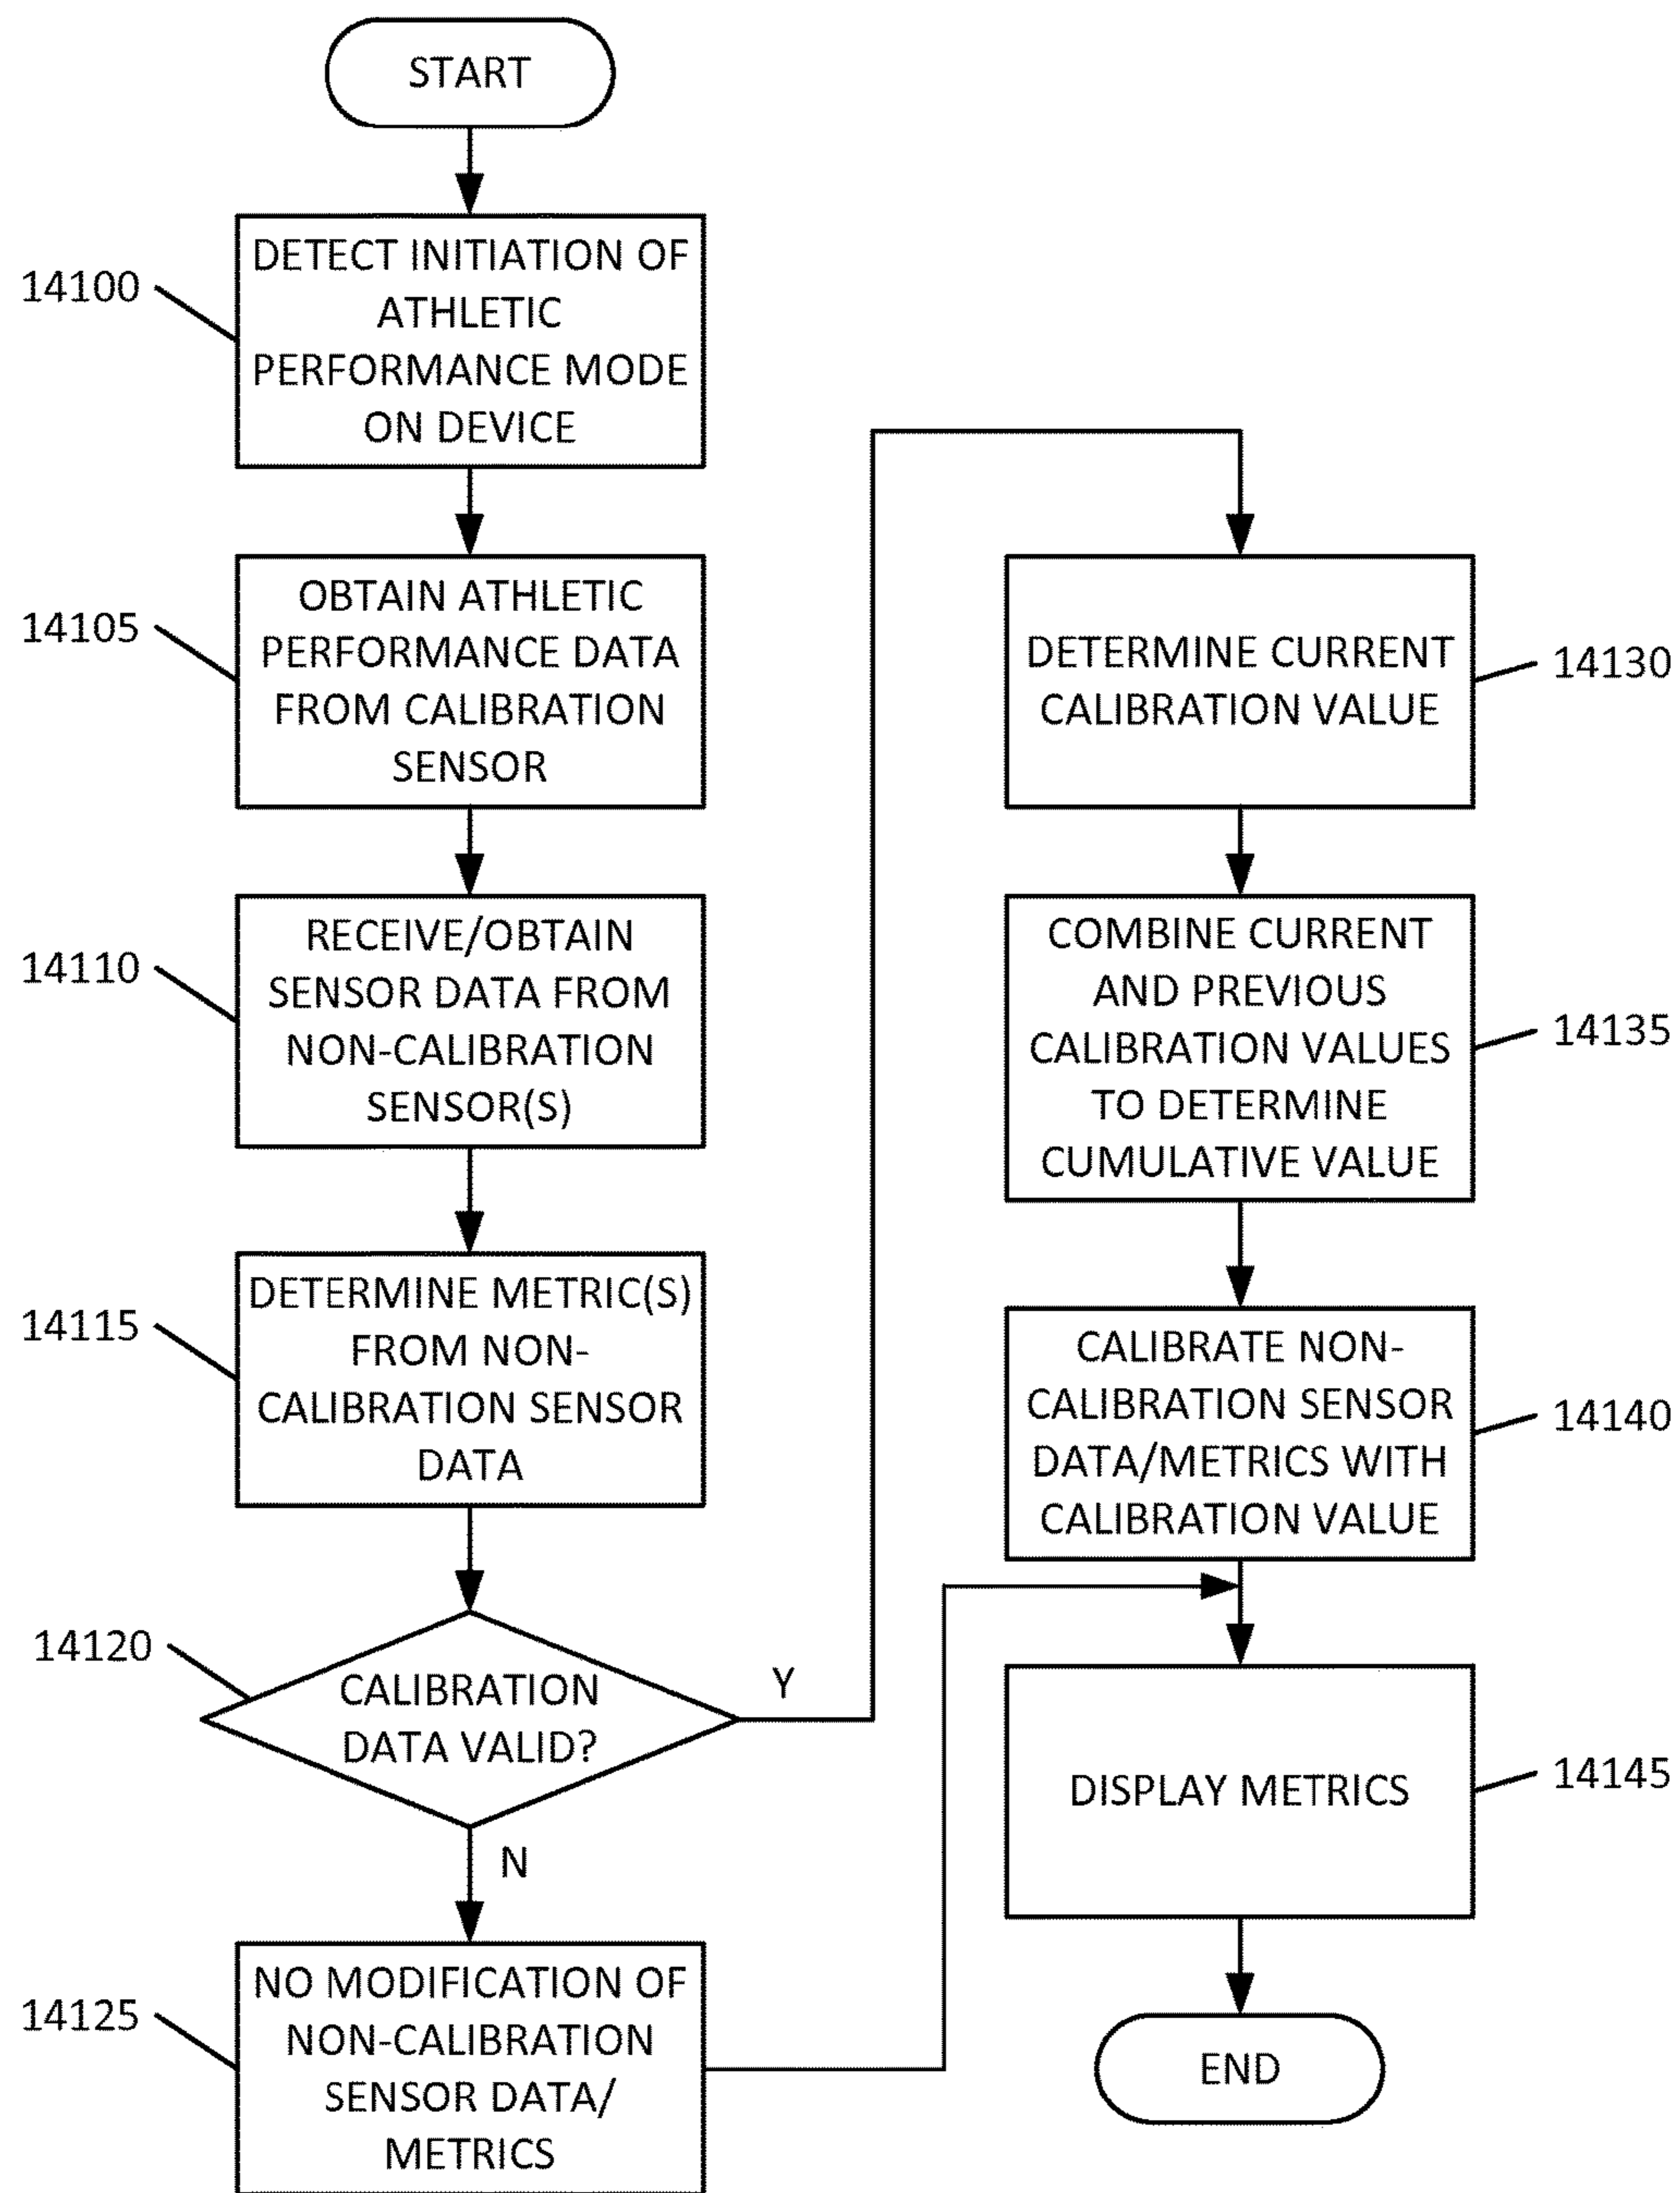 START
14100
DETECT INITIATION OF
ATHLETIC
PERFORMANCE MODE
ON DEVICE
14105
OBTAIN ATHLETIC
PERFORMANCE DATA
FROM CALIBRATION
SENSOR
14110
RECEIVE/OBTAIN
SENSOR DATA FROM
NON-CALIBRATION
SENSOR(S)
14115
DETERMINE METRIC(S)
FROM NON-
CALIBRATION SENSOR
DATA
14120
CALIBRATION
DATA VALID?
Y
N
14125
NO MODIFICATION OF
NON-CALIBRATION
SENSOR DATA/
METRICS
DETERMINE CURRENT
CALIBRATION VALUE
14130
COMBINE CURRENT
AND PREVIOUS
CALIBRATION VALUES
TO DETERMINE
CUMULATIVE VALUE
14135
CALIBRATE NON-
CALIBRATION SENSOR
DATA/METRICS WITH
CALIBRATION VALUE
14140
DISPLAY METRICS
14145
END